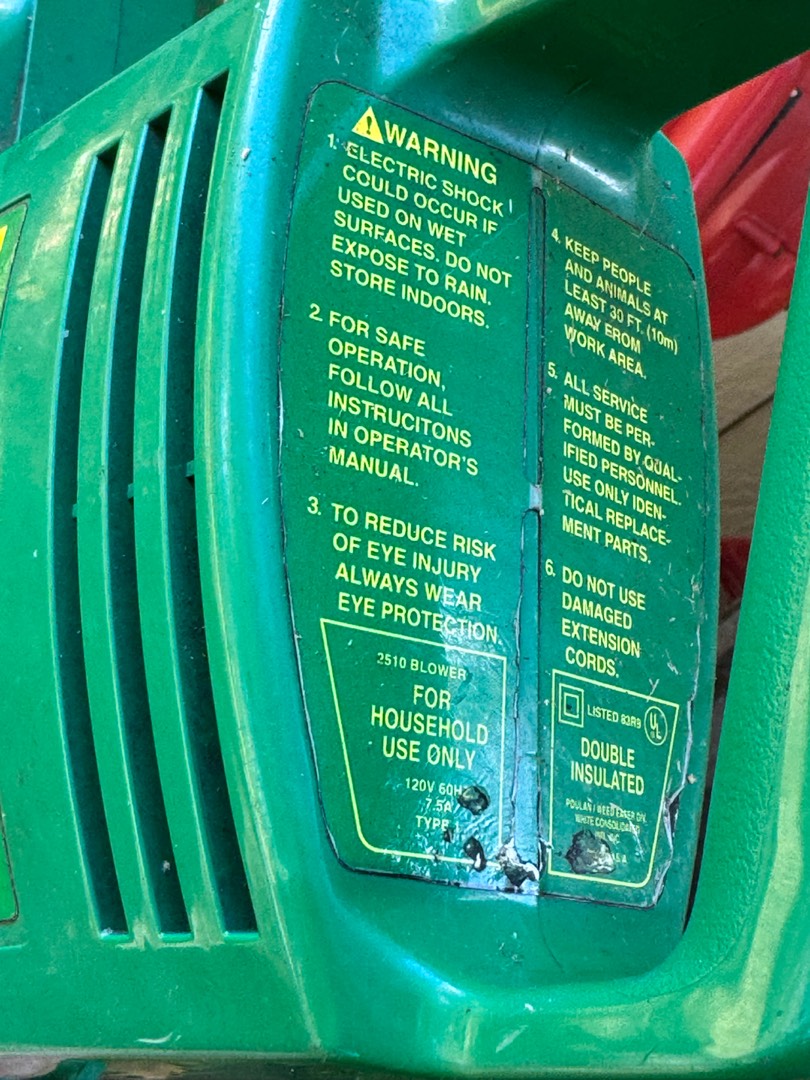 WARNING
1. ELECTRIC SHOCK
COULD OCCUR IF
USED ON WET
SURFACES. DO NOT
EXPOSE TO RAIN.
STORE INDOORS.
2. FOR SAFE
OPERATION,
FOLLOW ALL
INSTRUCITONS
IN OPERATOR'S
MANUAL.
3. TO REDUCE RISK
OF EYE INJURY
ALWAYS WEAR
EYE PROTECTION.
2510 BLOWER
FOR
HOUSEHOLD
USE ONLY
120V 60HZ
7.5A
TYPE
4. KEEP PEOPLE
AND ANIMALS AT
LEAST 30 FT. (10m)
AWAY FROM
WORK AREA.
5. ALL SERVICE
MUST BE PER-
FORMED BY QUAL-
IFIED PERSONNEL.
USE ONLY IDEN-
TICAL REPLACE-
MENT PARTS.
6. DO NOT USE
DAMAGED
EXTENSION
CORDS.
LISTED 83R9 UL
DOUBLE
INSULATED
POULAN / WEED EATER DIV.
WHITE CONSOLIDATED